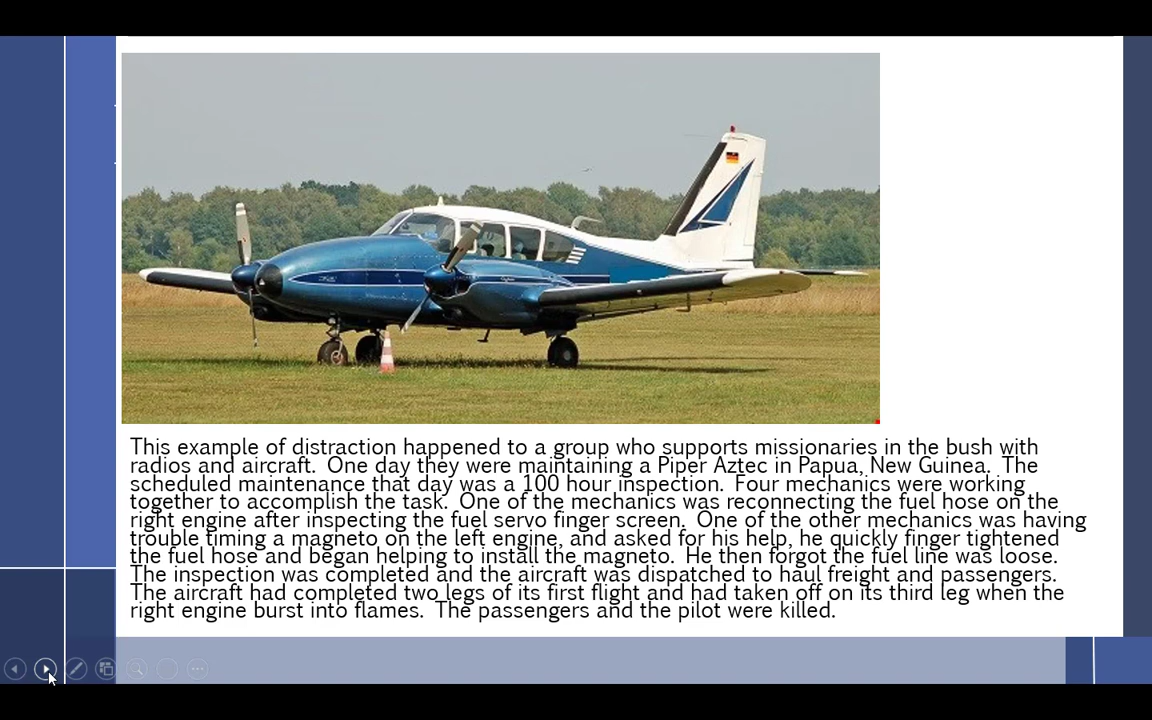 This example of distraction happened to a group who supports missionaries in the bush with
radios and aircraft. One day they were maintaining a Piper Aztec in Papua, New Guinea. The
scheduled maintenance that day was a 100 hour inspection. Four mechanics were working
together to accomplish the task. One of the mechanics was reconnecting the fuel hose on the
right engine after inspecting the fuel servo finger screen. One of the other mechanics was having
trouble timing a magneto on the left engine, and asked for his help, he quickly finger tightened
the fuel hose and began helping to install the magneto. He then forgot the fuel line was loose.
The inspection was completed and the aircraft was dispatched to haul freight and passengers.
The aircraft had completed two legs of its first flight and had taken off on its third leg when the
right engine burst into flames. The passengers and the pilot were killed.